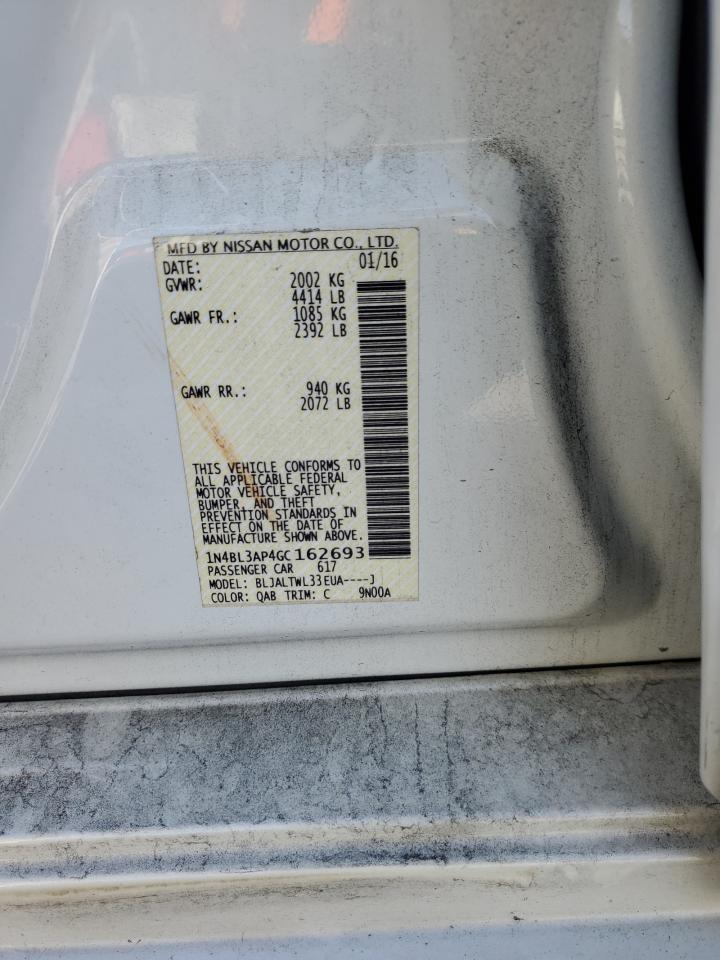 MFD BY NISSAN MOTOR CO., LTD.
DATE: 01/16
GVWR: 2002 KG
4414 LB
GAWR FR.: 1085 KG
2392 LB
GAWR RR.: 940 KG
2072 LB
THIS VEHICLE CONFORMS TO
ALL APPLICABLE FEDERAL
MOTOR VEHICLE SAFETY,
BUMPER, AND THEFT
PREVENTION STANDARDS IN
EFFECT ON THE DATE OF
MANUFACTURE SHOWN ABOVE.
1N4BL3AP4GC162693
PASSENGER CAR 617
MODEL: BLJALTWL33EUA----J
COLOR: QAB TRIM: C 9N00A